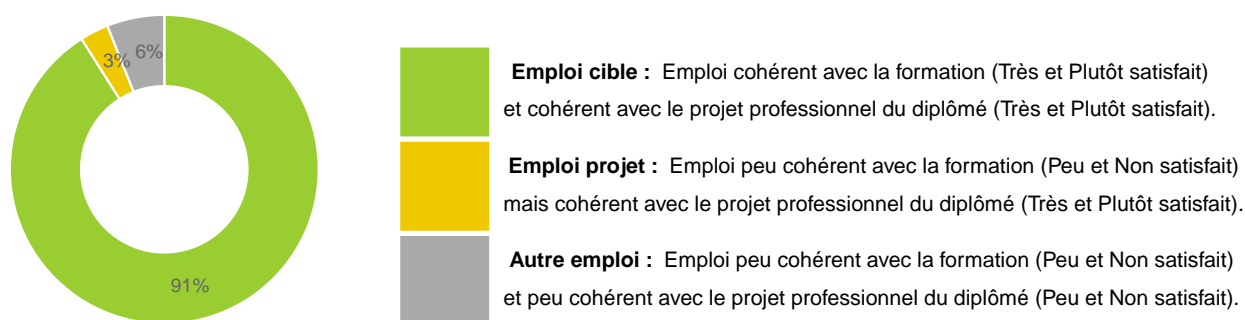 3%
6%
91%
Emploi cible : Emploi cohérent avec la formation (Très et Plutôt satisfait)
et cohérent avec le projet professionnel du diplômé (Très et Plutôt satisfait).
Emploi projet : Emploi peu cohérent avec la formation (Peu et Non satisfait)
mais cohérent avec le projet professionnel du diplômé (Très et Plutôt satisfait).
Autre emploi : Emploi peu cohérent avec la formation (Peu et Non satisfait)
et peu cohérent avec le projet professionnel du diplômé (Peu et Non satisfait).